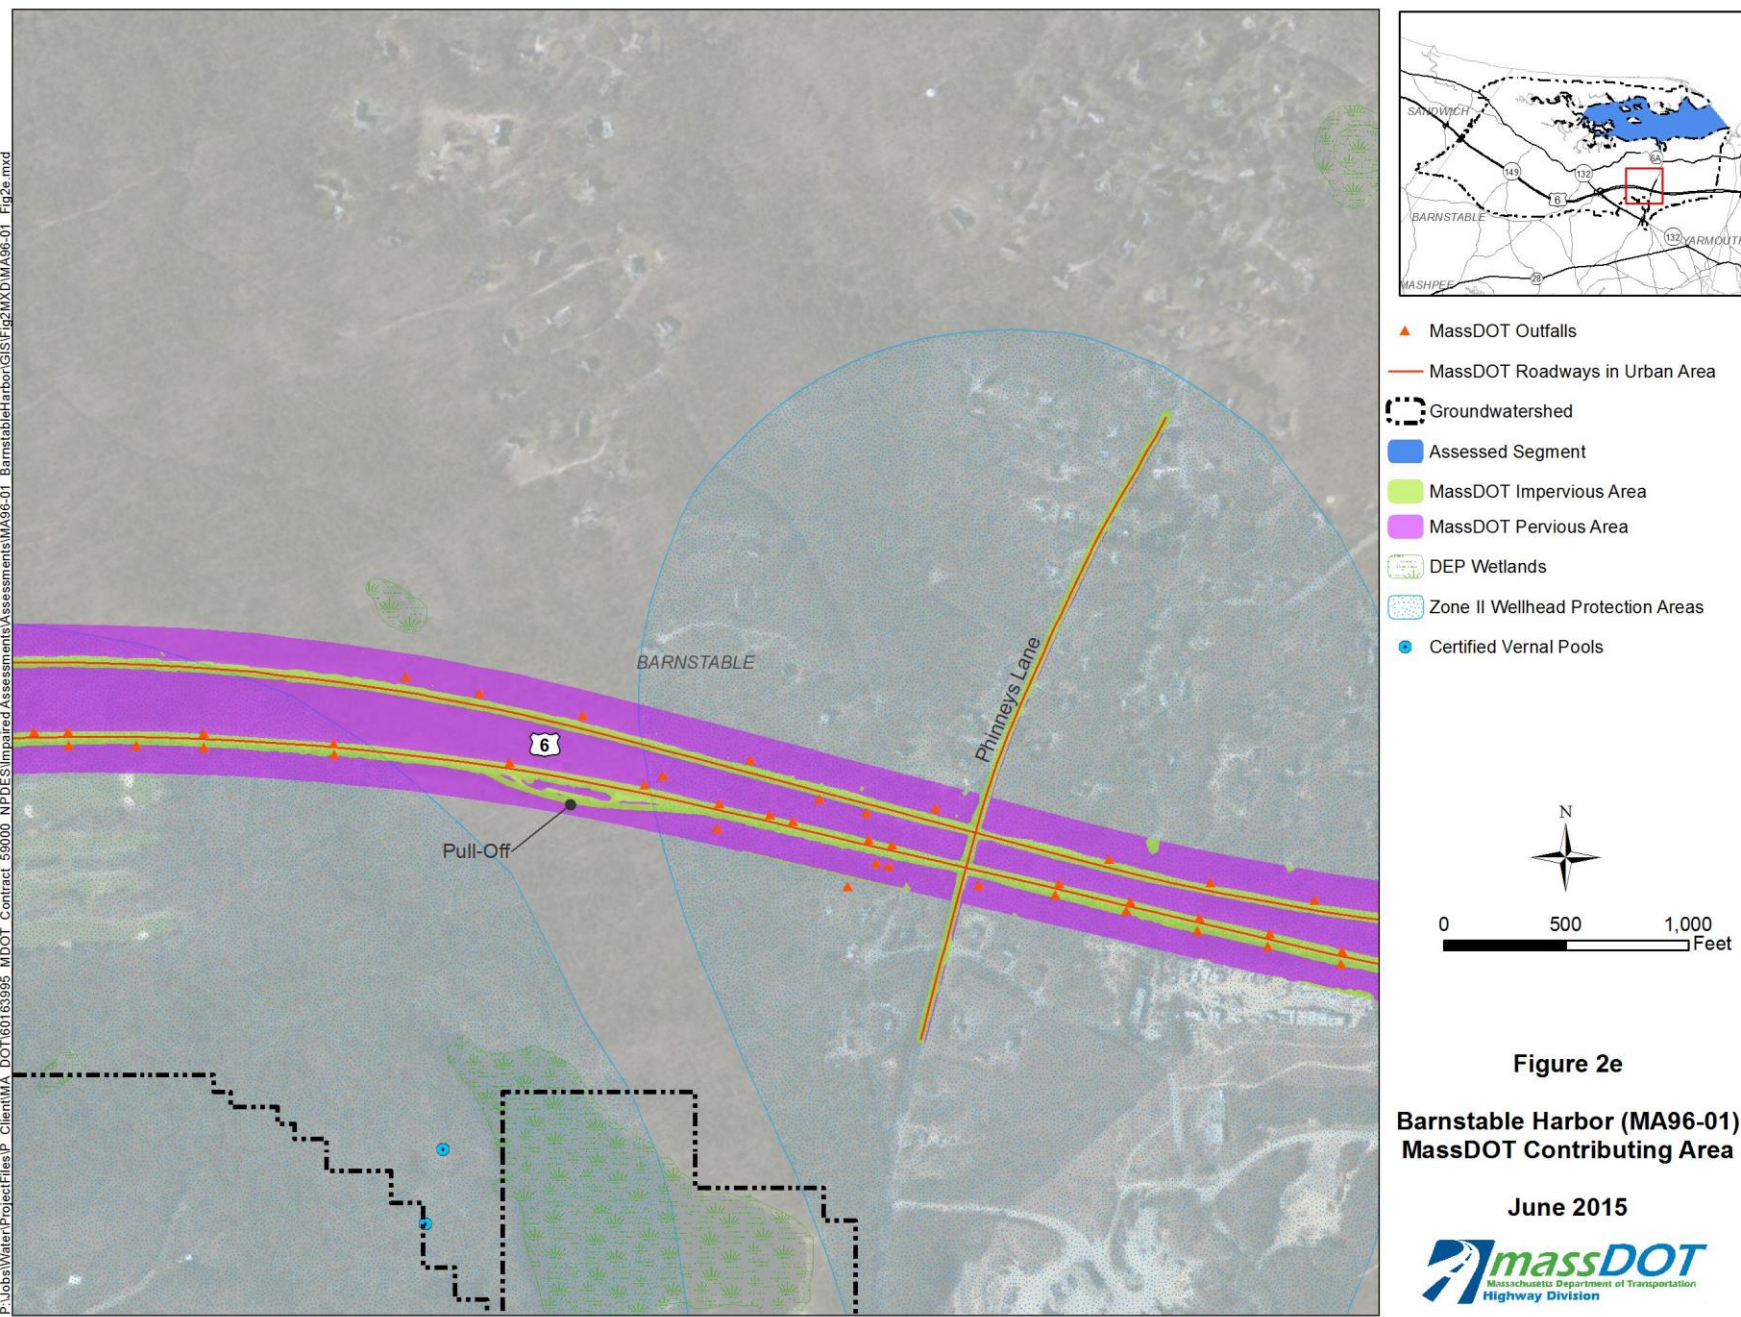 P:\Jobs\Water\ProjectFiles\P_Client\MA_DOT\60163995_MDOT_Contract_59000_NPDES\Impaired Assessments\Assessments\MA96-01_BarnstableHarbor\GIS\Fig2MXD\MA96-01_Fig2e.mxd
BARNSTABLE
Phinneys Lane
6
Pull-Off
SANDWICH
6A
149
132
6
BARNSTABLE
132
YARMOUTH
28
MASHPEE
MassDOT Outfalls
MassDOT Roadways in Urban Area
Groundwatershed
Assessed Segment
MassDOT Impervious Area
MassDOT Pervious Area
DEP Wetlands
Zone II Wellhead Protection Areas
Certified Vernal Pools
N
0 500 1,000
Feet
Figure 2e
Barnstable Harbor (MA96-01)
MassDOT Contributing Area
June 2015
massDOT
Massachusetts Department of Transportation
Highway Division